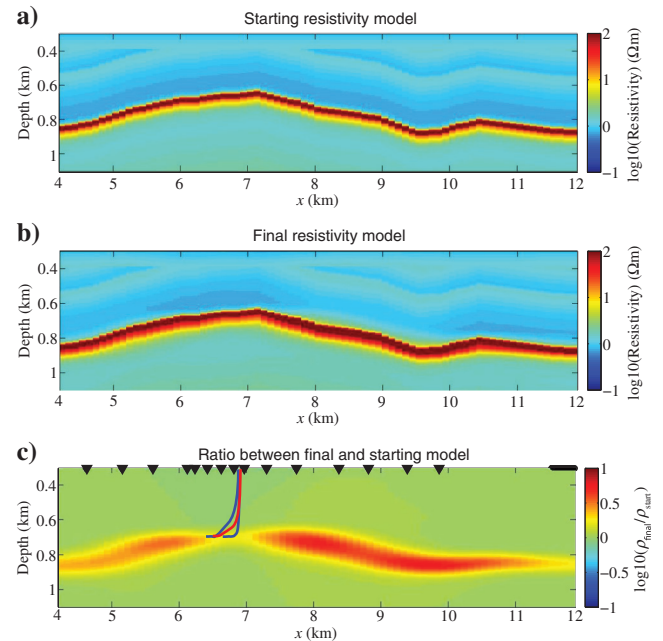 a) Starting resistivity model
0.4
0.6
0.8
1
Depth (km)
4 5 6 7 8 9 10 11 12
x (km)
2
1
0
−1
log10(Resistivity) (Ωm)
b) Final resistivity model
0.4
0.6
0.8
1
Depth (km)
4 5 6 7 8 9 10 11 12
x (km)
2
1
0
−1
log10(Resistivity) (Ωm)
c) Ratio between final and starting model
0.4
0.6
0.8
1
Depth (km)
4 5 6 7 8 9 10 11 12
x (km)
1
0.5
0
−0.5
−1
log10(ρfinal/ρstart)